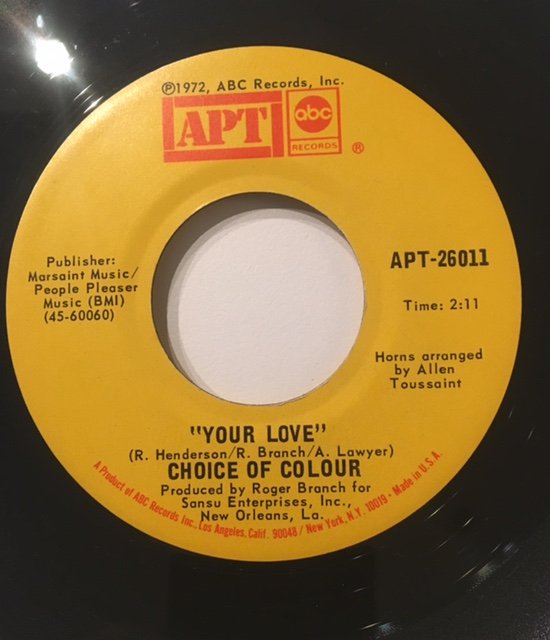 ℗1972, ABC Records, Inc.
APT
abc
RECORDS
®
Publisher:
Marsaint Music/
People Pleaser
Music (BMI)
(45-60060)
APT-26011
Time: 2:11
Horns arranged
by Allen
Toussaint
"YOUR LOVE"
(R. Henderson/R. Branch/A. Lawyer)
CHOICE OF COLOUR
Produced by Roger Branch for
Sansu Enterprises, Inc.,
New Orleans, La.
A Product of ABC Records Inc., Los Angeles, Calif. 90048 / New York, N.Y. 10019 • Made in U.S.A.